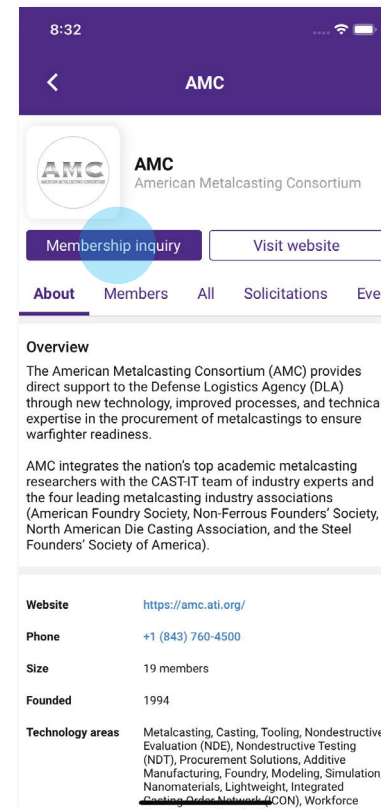 8:32
AMC
AMC
AMERICAN METALCASTING CONSORTIUM
AMC
American Metalcasting Consortium
Membership inquiry
Visit website
About Members All Solicitations Eve
Overview
The American Metalcasting Consortium (AMC) provides
direct support to the Defense Logistics Agency (DLA)
through new technology, improved processes, and technica
expertise in the procurement of metalcastings to ensure
warfighter readiness.
AMC integrates the nation's top academic metalcasting
researchers with the CAST-IT team of industry experts and
the four leading metalcasting industry associations
(American Foundry Society, Non-Ferrous Founders' Society,
North American Die Casting Association, and the Steel
Founders' Society of America).
Website https://amc.ati.org/
Phone +1 (843) 760-4500
Size 19 members
Founded 1994
Technology areas Metalcasting, Casting, Tooling, Nondestructive
Evaluation (NDE), Nondestructive Testing
(NDT), Procurement Solutions, Additive
Manufacturing, Foundry, Modeling, Simulation
Nanomaterials, Lightweight, Integrated
Casting Order Network (ICON), Workforce